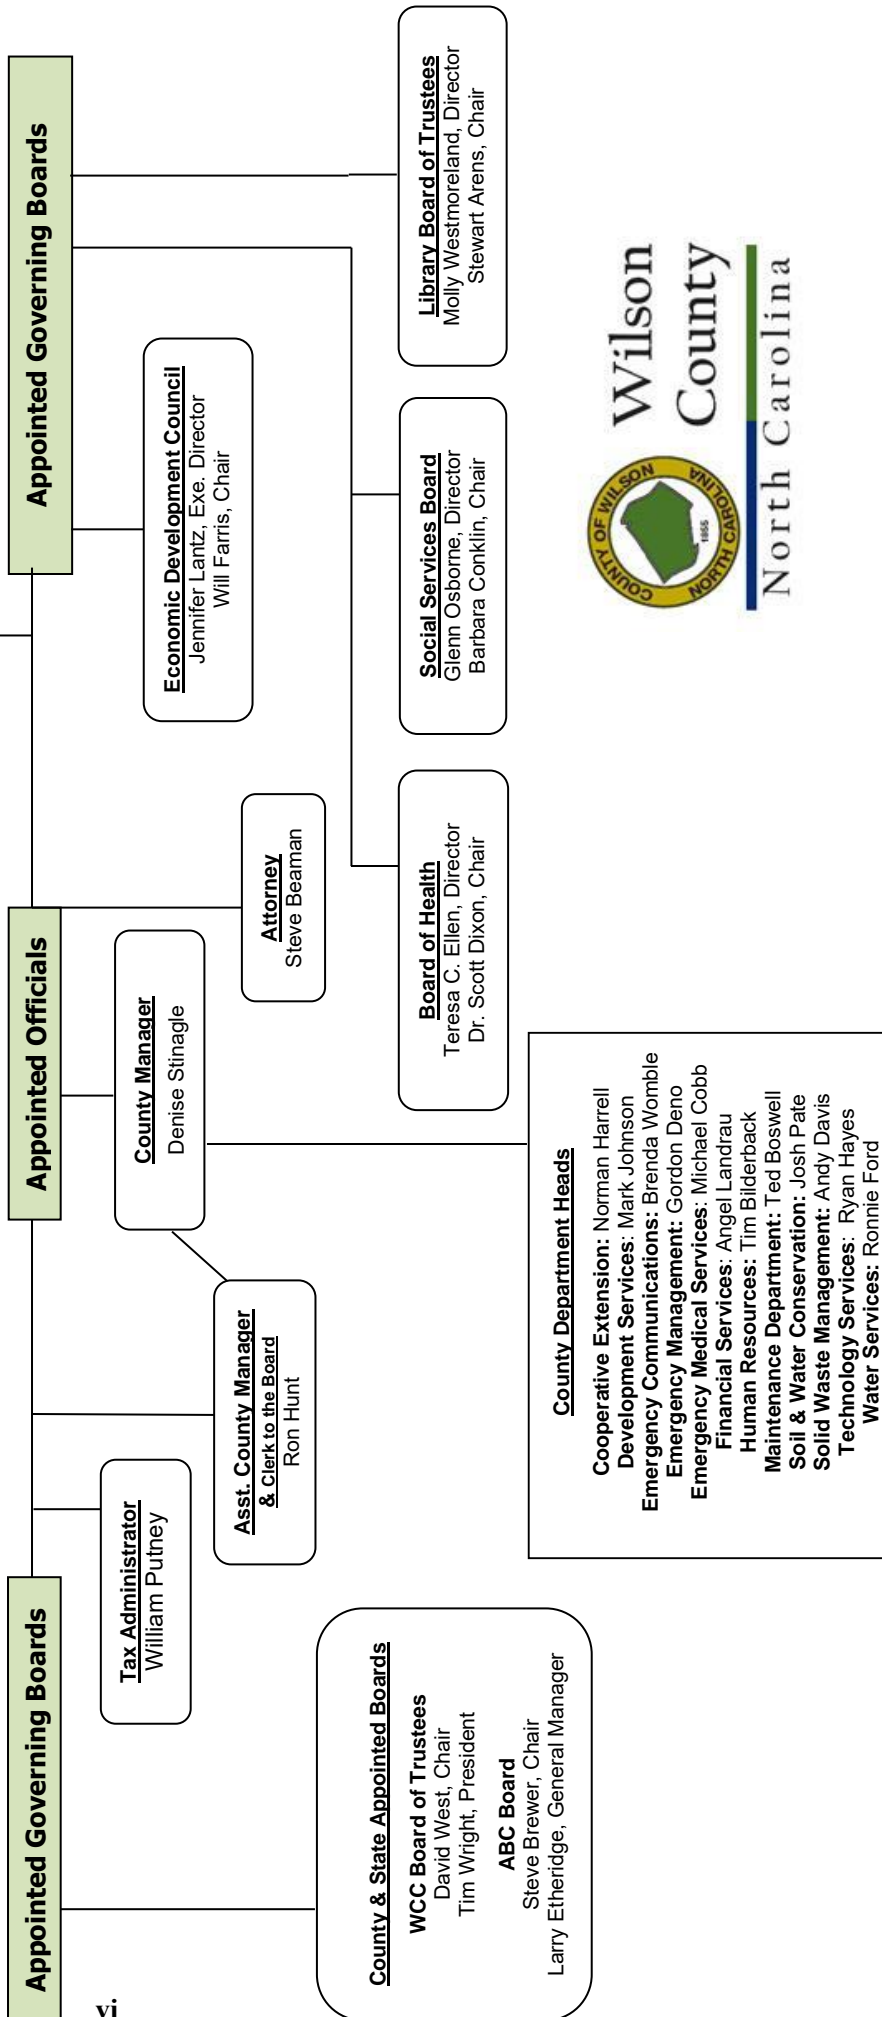 Appointed Governing Boards
Appointed Officials
Appointed Governing Boards
Tax Administrator
William Putney
Asst. County Manager
& Clerk to the Board
Ron Hunt
County Manager
Denise Stinagle
Attorney
Steve Beaman
Economic Development Council
Jennifer Lantz, Exe. Director
Will Farris, Chair
County & State Appointed Boards
WCC Board of Trustees
David West, Chair
Tim Wright, President
ABC Board
Steve Brewer, Chair
Larry Etheridge, General Manager
Board of Health
Teresa C. Ellen, Director
Dr. Scott Dixon, Chair
Social Services Board
Glenn Osborne, Director
Barbara Conklin, Chair
Library Board of Trustees
Molly Westmoreland, Director
Stewart Arens, Chair
County Department Heads
Cooperative Extension: Norman Harrell
Development Services: Mark Johnson
Emergency Communications: Brenda Womble
Emergency Management: Gordon Deno
Emergency Medical Services: Michael Cobb
Financial Services: Angel Landrau
Human Resources: Tim Bilderback
Maintenance Department: Ted Boswell
Soil & Water Conservation: Josh Pate
Solid Waste Management: Andy Davis
Technology Services: Ryan Hayes
Water Services: Ronnie Ford
COUNTY OF WILSON
1855
NORTH CAROLINA
Wilson
County
North Carolina
vi